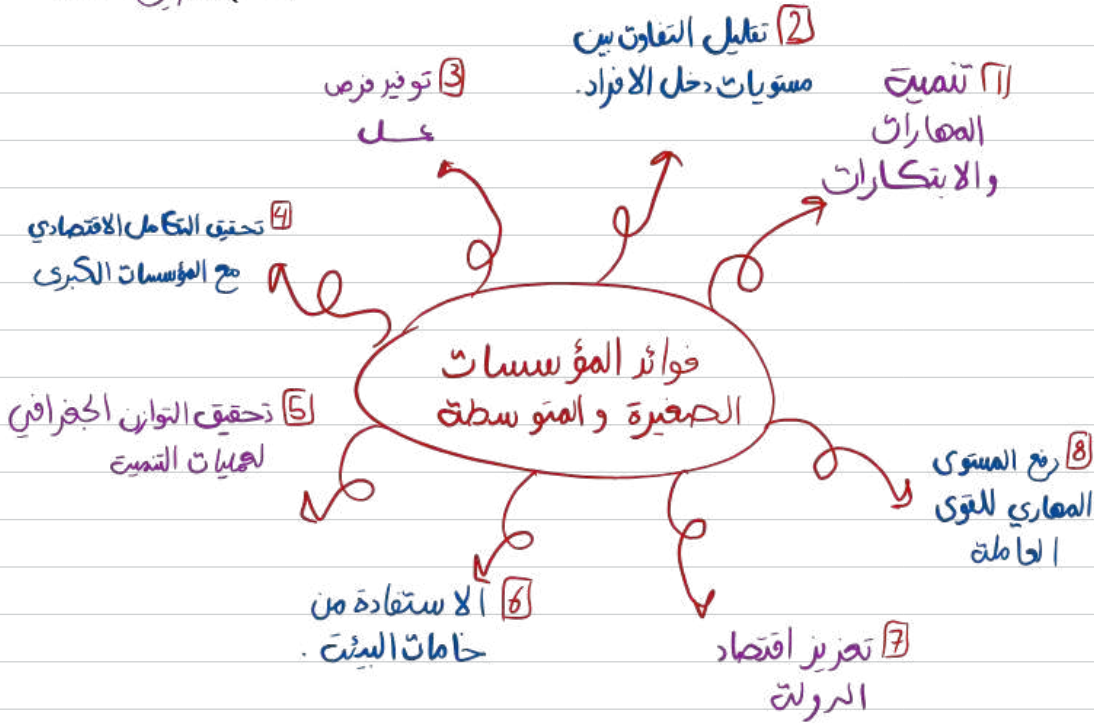 فوائد المؤسسات
الصغيرة والمتوسطة
1 تنمية
المهارات
والابتكارات
2 تقليل التفاوت بين
مستويات دخل الافراد.
3 توفير فرص
عمل
4 تحقيق التكامل الاقتصادي
مع المؤسسات الكبرى
5 تحقيق التوازن الجغرافي
لعمليات التنمية
6 الاستفادة من
خامات البيئة.
7 تعزيز اقتصاد
الدولة
8 رفع المستوى
المهاري للقوى
العاملة